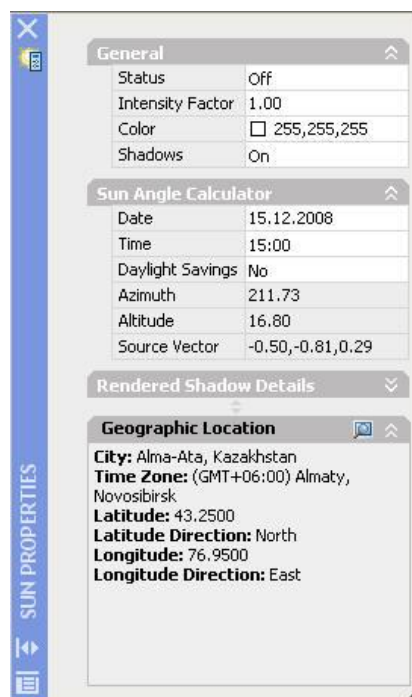 General
Status Off
Intensity Factor 1.00
Color 255,255,255
Shadows On
Sun Angle Calculator
Date 15.12.2008
Time 15:00
Daylight Savings No
Azimuth 211.73
Altitude 16.80
Source Vector -0.50,-0.81,0.29
Rendered Shadow Details
Geographic Location
City: Alma-Ata, Kazakhstan
Time Zone: (GMT+06:00) Almaty,
Novosibirsk
Latitude: 43.2500
Latitude Direction: North
Longitude: 76.9500
Longitude Direction: East
SUN PROPERTIES